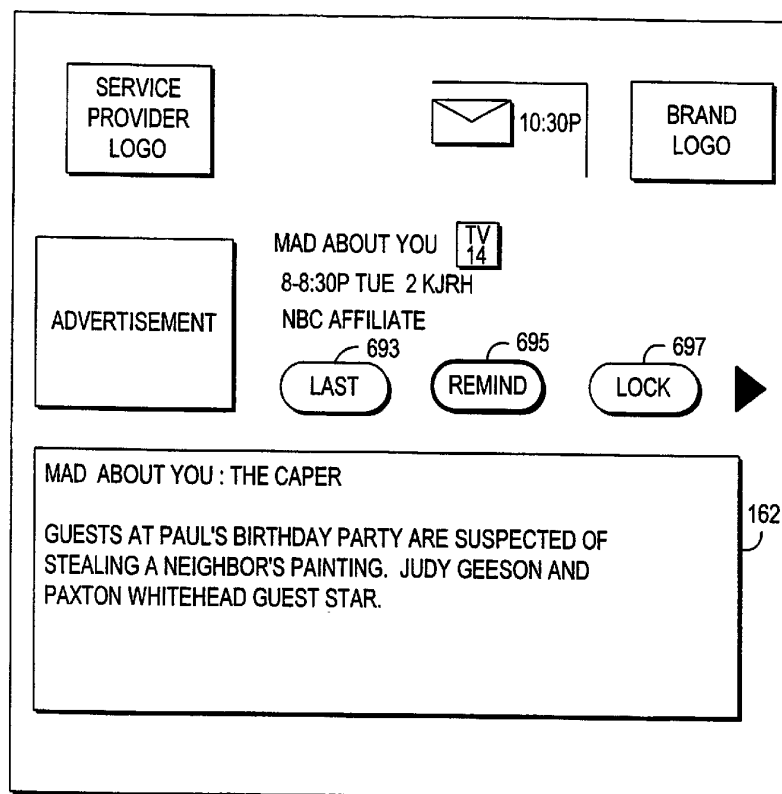 SERVICE
PROVIDER
LOGO
10:30P
BRAND
LOGO
MAD ABOUT YOU TV
14
8-8:30P TUE 2 KJRH
ADVERTISEMENT
NBC AFFILIATE
693
695
697
LAST
REMIND
LOCK
MAD ABOUT YOU : THE CAPER
162
GUESTS AT PAUL'S BIRTHDAY PARTY ARE SUSPECTED OF
STEALING A NEIGHBOR'S PAINTING. JUDY GEESON AND
PAXTON WHITEHEAD GUEST STAR.